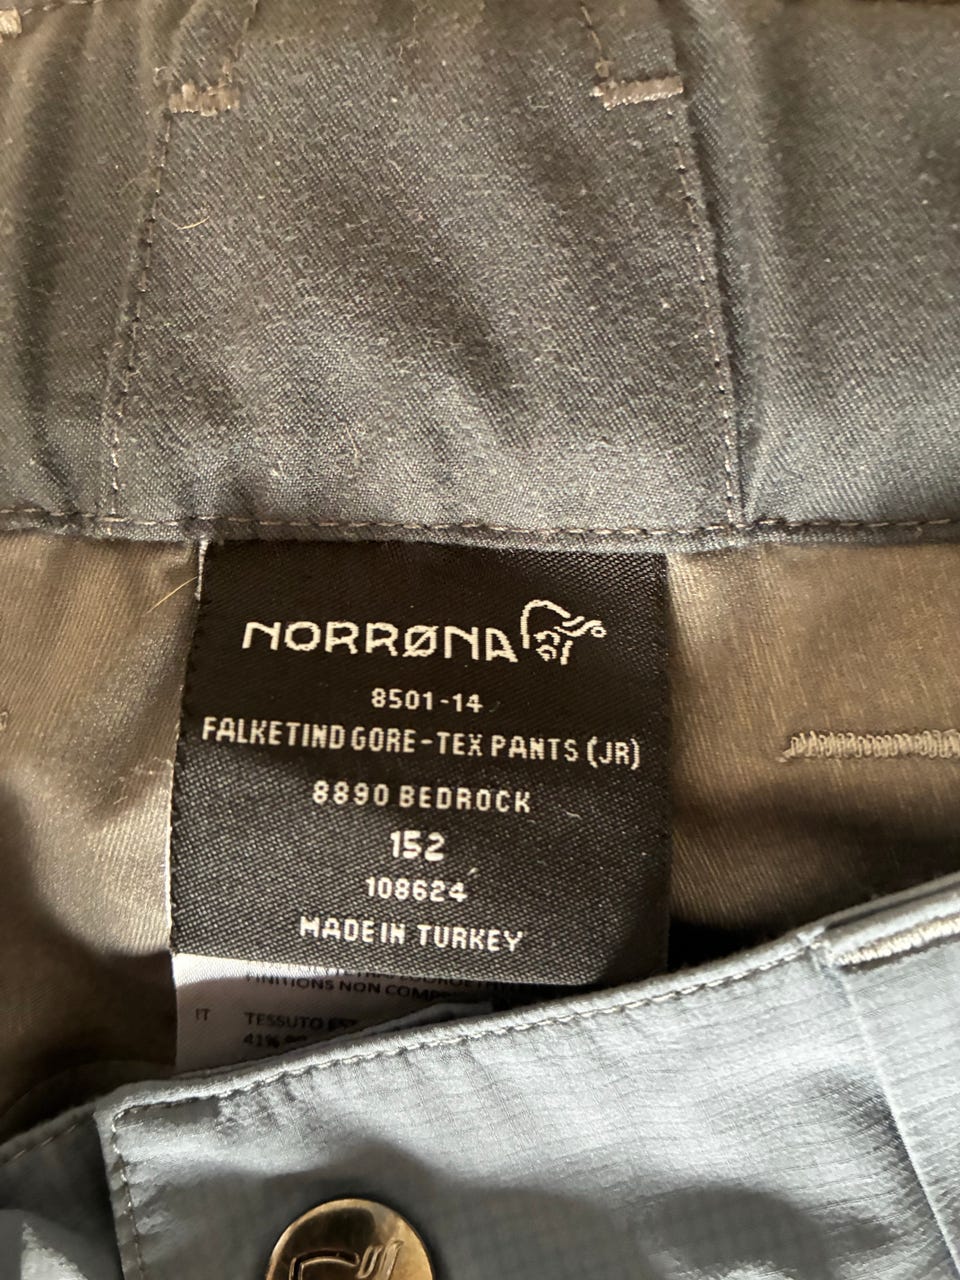 NORRØNA
8501-14
FALKETIND GORE-TEX PANTS (JR)
8890 BEDROCK
152
108624
MADE IN TURKEY
FINITIONS NON
IT
TESSUTO
41%